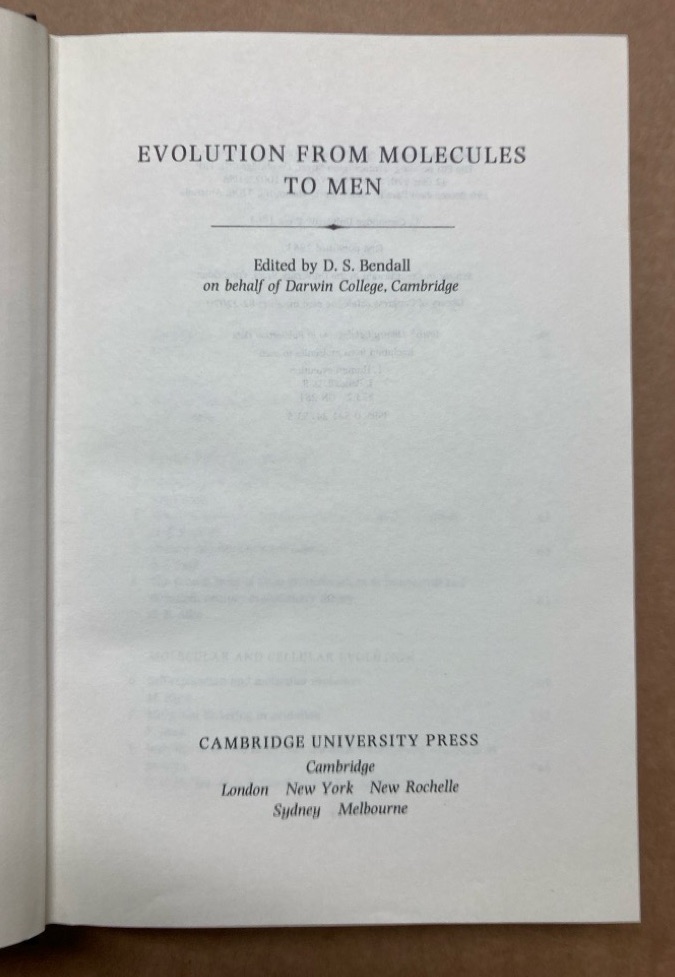 EVOLUTION FROM MOLECULES
TO MEN
Edited by D. S. Bendall
on behalf of Darwin College, Cambridge
CAMBRIDGE UNIVERSITY PRESS
Cambridge
London New York New Rochelle
Sydney Melbourne